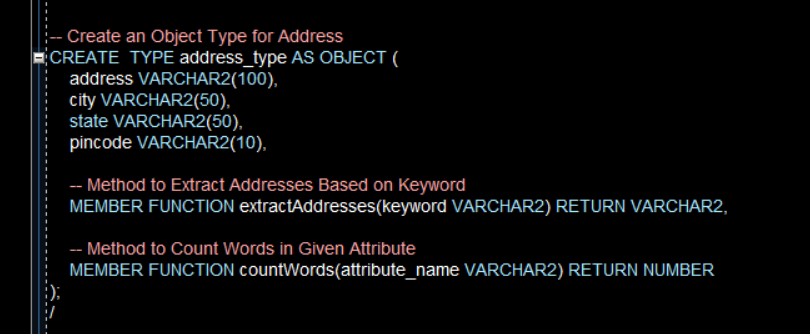 -- Create an Object Type for Address
CREATE  TYPE address_type AS OBJECT (
    address VARCHAR2(100),
    city VARCHAR2(50),
    state VARCHAR2(50),
    pincode VARCHAR2(10),

    -- Method to Extract Addresses Based on Keyword
    MEMBER FUNCTION extractAddresses(keyword VARCHAR2) RETURN VARCHAR2,

    -- Method to Count Words in Given Attribute
    MEMBER FUNCTION countWords(attribute_name VARCHAR2) RETURN NUMBER
);
/